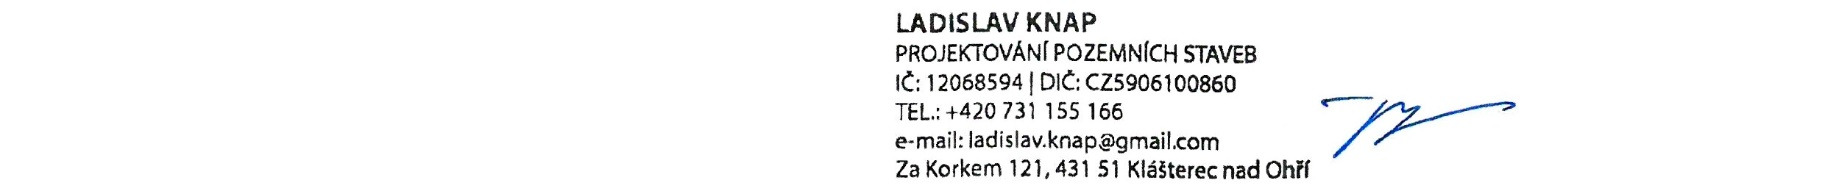 LADISLAV KNAP
PROJEKTOVÁNÍ POZEMNÍCH STAVEB
IČ: 12068594 | DIČ: CZ5906100860
TEL.: +420 731 155 166
e-mail: ladislav.knap@gmail.com
Za Korkem 121, 431 51 Klášterec nad Ohří